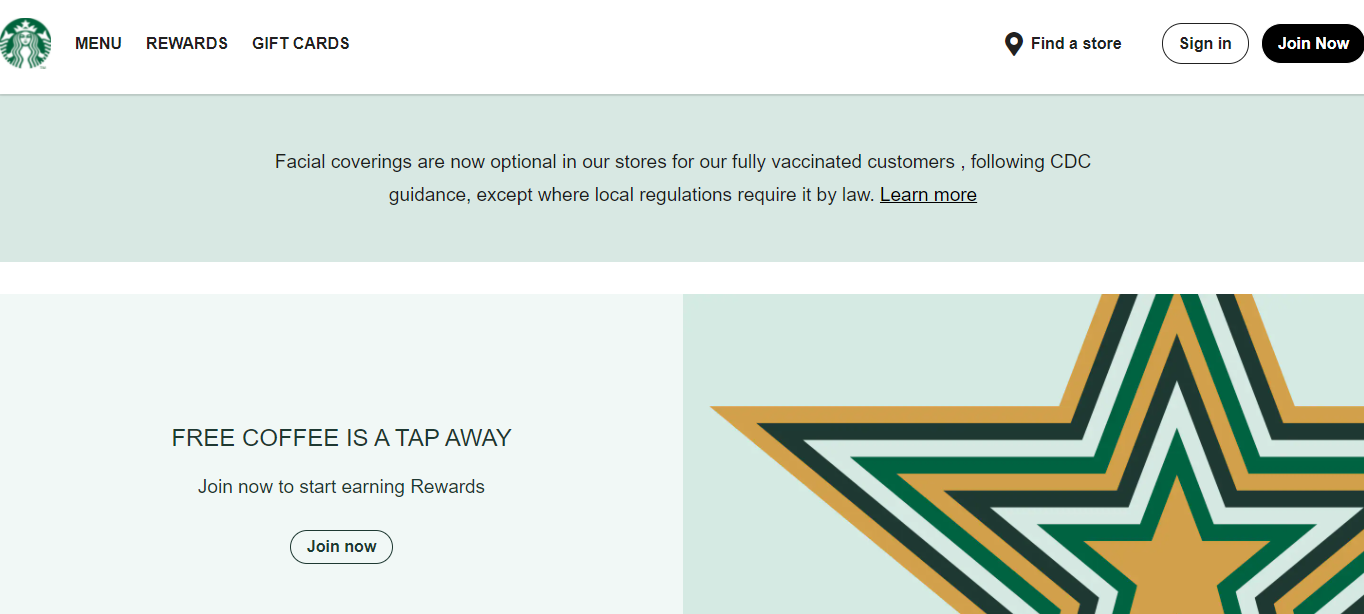 MENU REWARDS GIFT CARDS Find a store Sign in Join Now
Facial coverings are now optional in our stores for our fully vaccinated customers , following CDC
guidance, except where local regulations require it by law. Learn more
FREE COFFEE IS A TAP AWAY
Join now to start earning Rewards
Join now